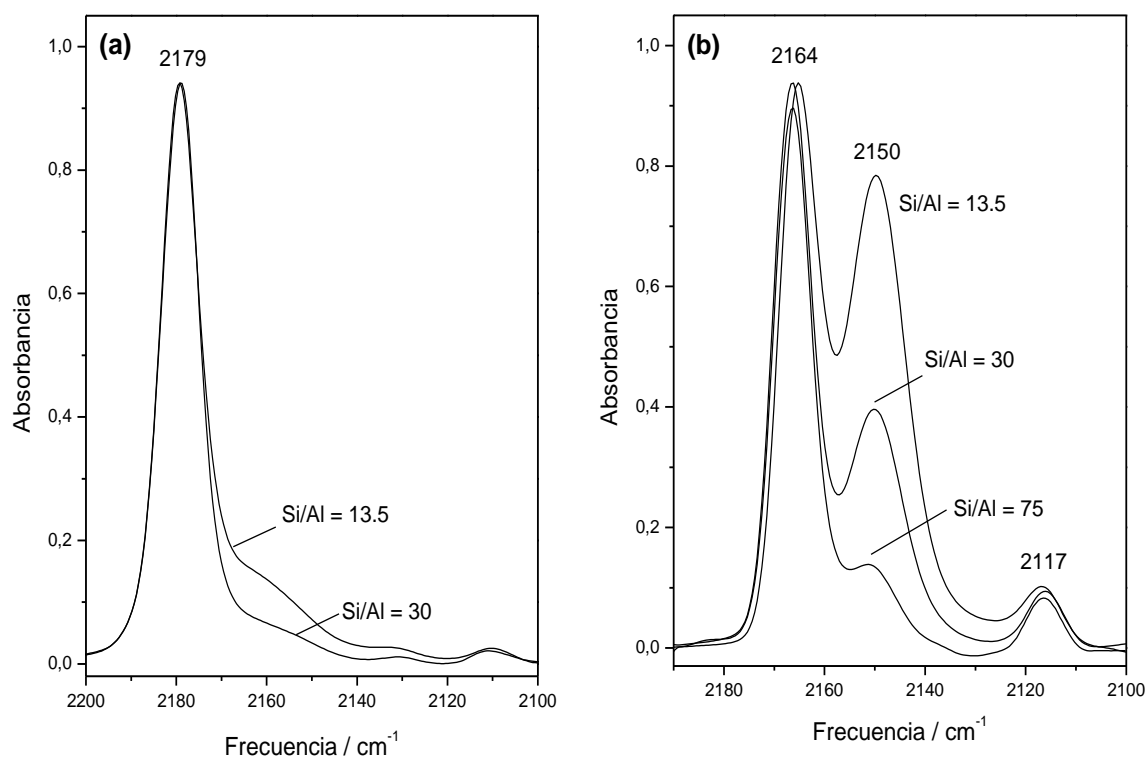 (a)
2179
1,0
0,8
0,6
0,4
0,2
0,0
Absorbancia
Si/Al = 13.5
Si/Al = 30
2200 2180 2160 2140 2120 2100
Frecuencia / cm⁻¹
(b)
2164
2150
2117
1,0
0,8
0,6
0,4
0,2
0,0
Absorbancia
Si/Al = 13.5
Si/Al = 30
Si/Al = 75
2180 2160 2140 2120 2100
Frecuencia / cm⁻¹